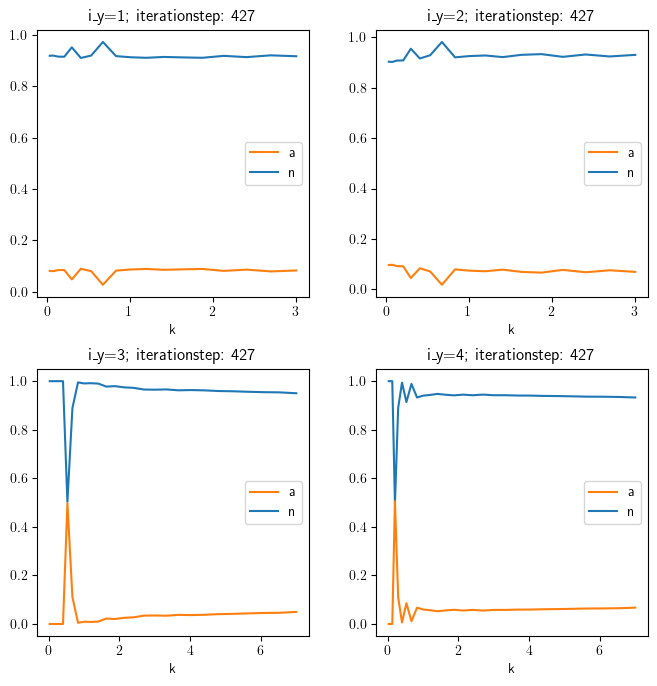 i_y=1; iterationstep: 427
1.0
0.8
0.6
0.4
0.2
0.0
a
n
0 1 2 3
k
i_y=2; iterationstep: 427
1.0
0.8
0.6
0.4
0.2
0.0
a
n
0 1 2 3
k
i_y=3; iterationstep: 427
1.0
0.8
0.6
0.4
0.2
0.0
a
n
0 2 4 6
k
i_y=4; iterationstep: 427
1.0
0.8
0.6
0.4
0.2
0.0
a
n
0 2 4 6
k